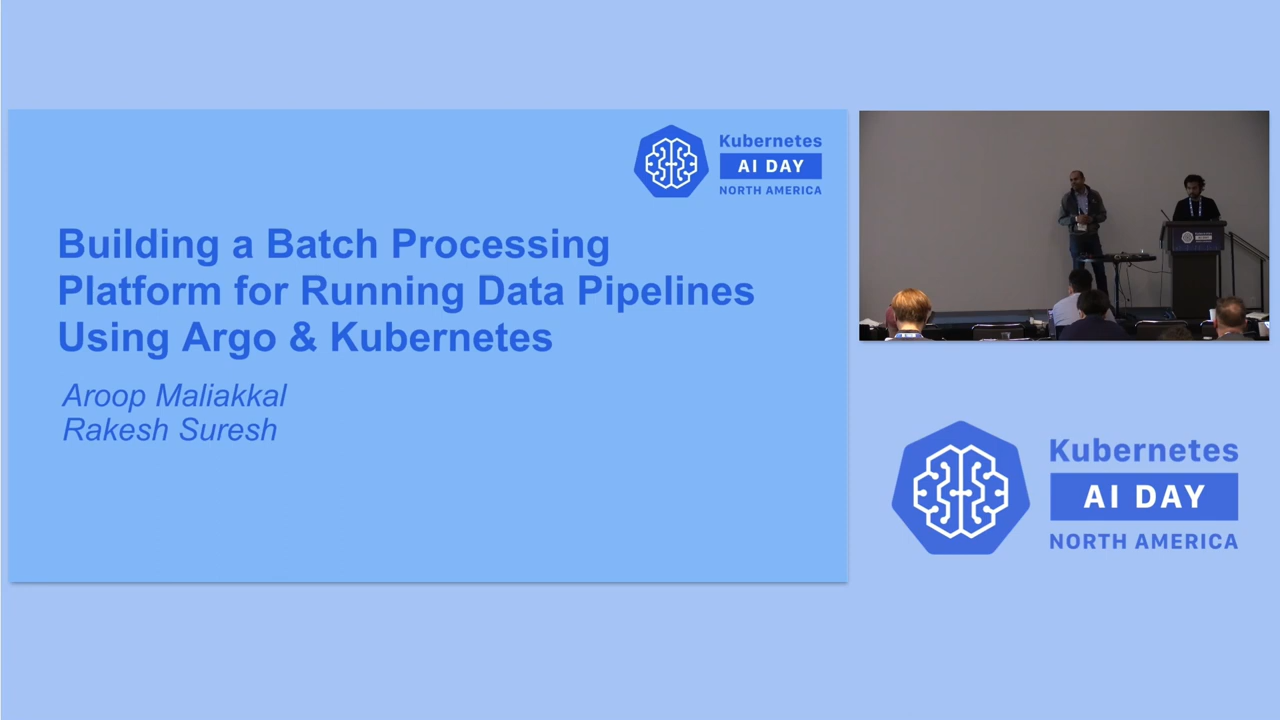 Kubernetes
AI DAY
NORTH AMERICA
Building a Batch Processing
Platform for Running Data Pipelines
Using Argo & Kubernetes
Aroop Maliakkal
Rakesh Suresh
Kubernetes
AI DAY
NORTH AMERICA